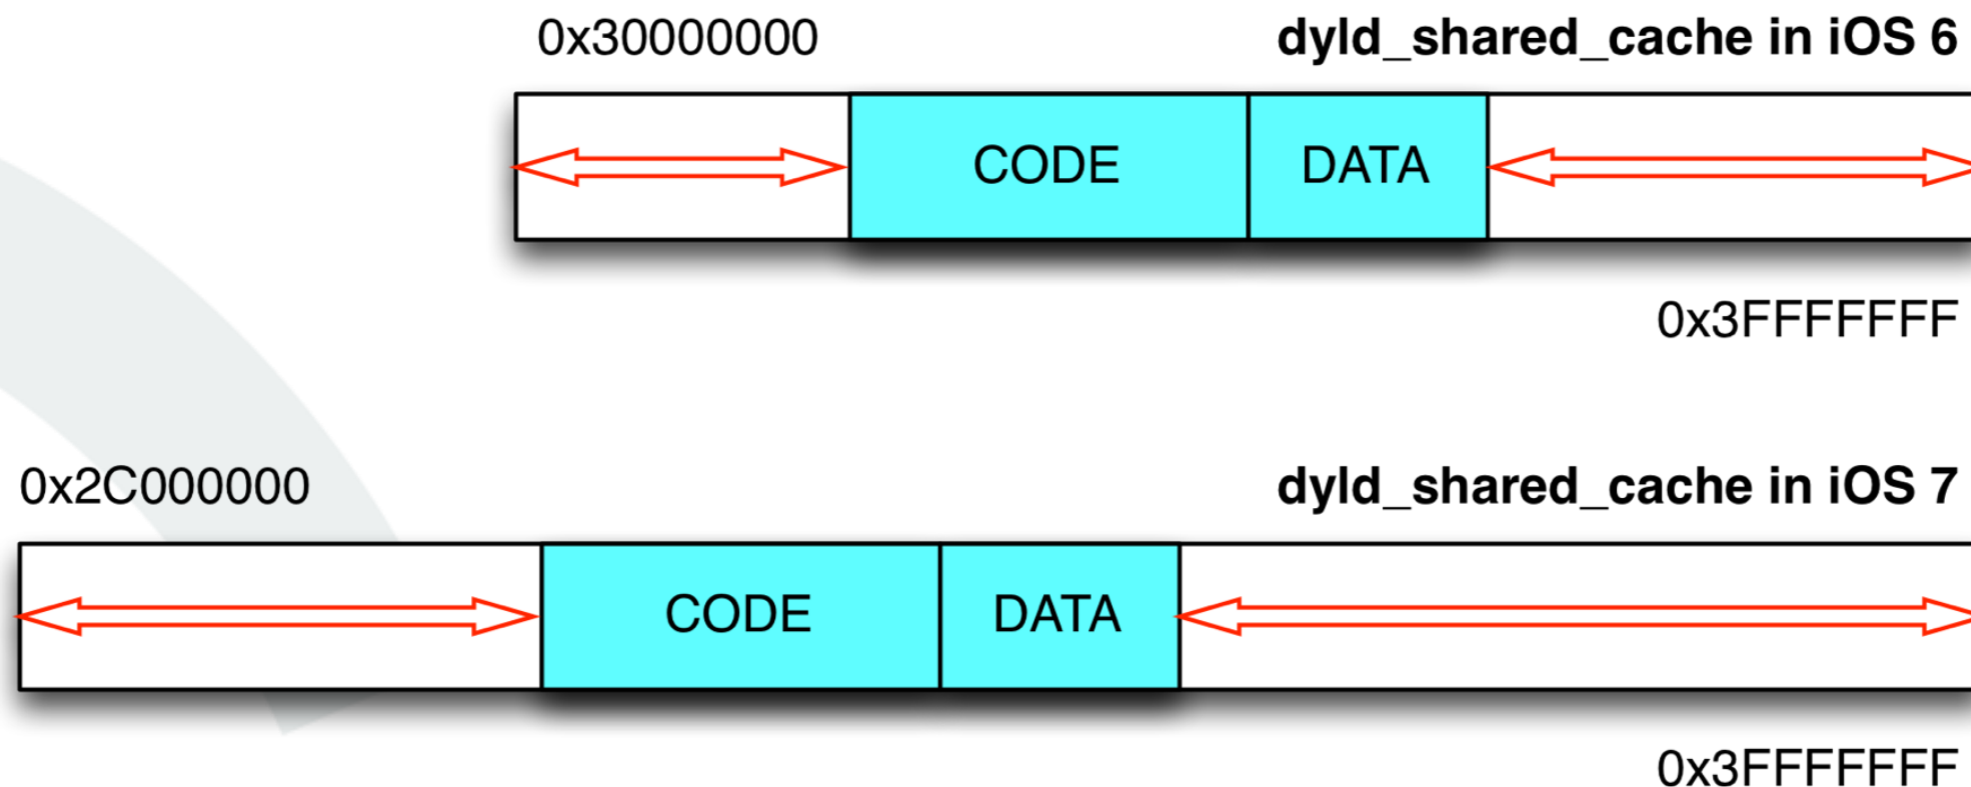 0x30000000 dyld_shared_cache in iOS 6
CODE DATA
0x3FFFFFFF
0x2C000000 dyld_shared_cache in iOS 7
CODE DATA
0x3FFFFFFF